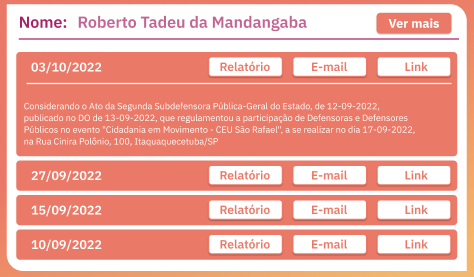 Nome: Roberto Tadeu da Mandangaba Ver mais
03/10/2022 Relatório E-mail Link
Considerando o Ato da Segunda Subdefensora Pública-Geral do Estado, de 12-09-2022,
publicado no DO de 13-09-2022, que regulamentou a participação de Defensoras e Defensores
Públicos no evento "Cidadania em Movimento - CEU São Rafael", a se realizar no dia 17-09-2022,
na Rua Cinira Polônio, 100, Itaquaquecetuba/SP
27/09/2022 Relatório E-mail Link
15/09/2022 Relatório E-mail Link
10/09/2022 Relatório E-mail Link